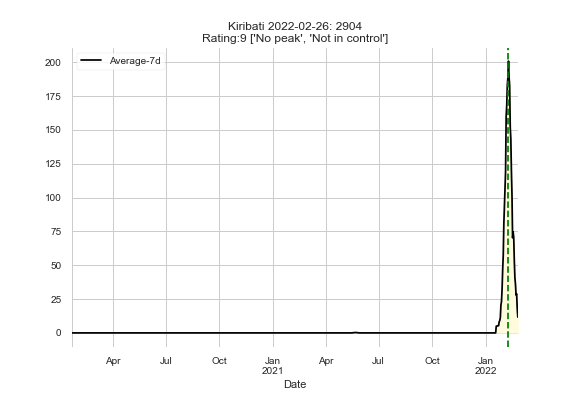 Kiribati 2022-02-26: 2904
Rating:9 ['No peak', 'Not in control']
Average-7d
200
175
150
125
100
75
50
25
0
Apr
Jul
Oct
Jan
2021
Apr
Jul
Oct
Jan
2022
Date